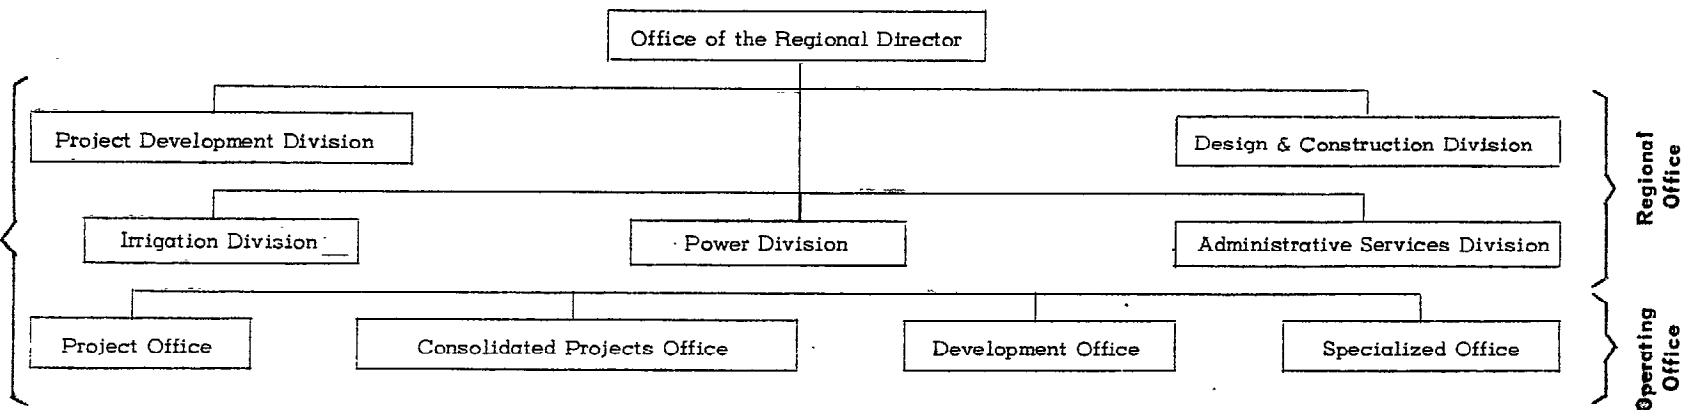 Office of the Regional Director
Project Development Division
Design & Construction Division
Regional
Office
Irrigation Division
Power Division
Administrative Services Division
Project Office
Consolidated Projects Office
Development Office
Specialized Office
Operating
Office